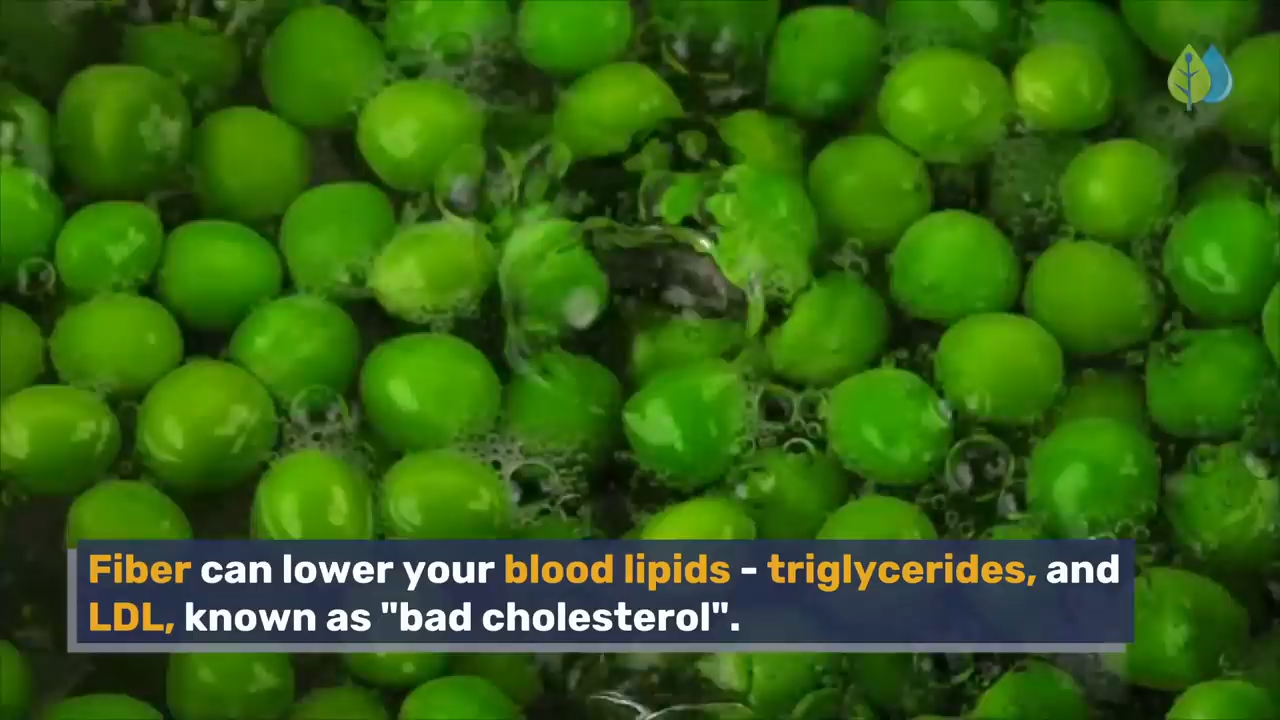 Fiber can lower your blood lipids - triglycerides, and
LDL, known as "bad cholesterol".